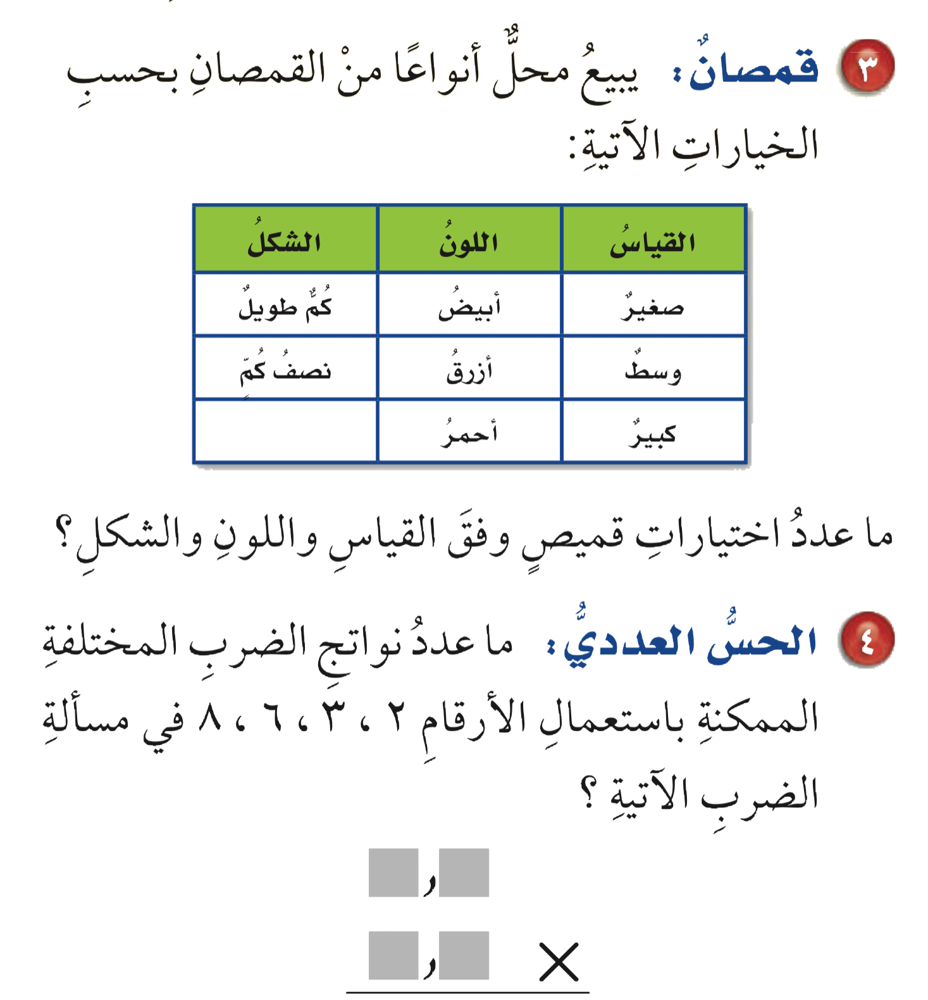 ٣ قمصانٌ: يبيعُ محلٌّ أنواعًا منْ القمصانِ بحسبِ
الخياراتِ الآتيةِ:
القياسُ اللونُ الشكلُ
صغيرٌ أبيضُ كُمٌّ طويلٌ
وسطٌ أزرقُ نصفُ كُمٍّ
كبيرٌ أحمرُ
ما عددُ اختياراتِ قميصٍ وفقَ القياسِ واللونِ والشكلِ؟
٤ الحسُّ العدديُّ: ما عددُ نواتجِ الضربِ المختلفةِ
الممكنةِ باستعمالِ الأرقامِ ٢ ، ٣ ، ٦ ، ٨ في مسألةِ
الضربِ الآتيةِ ؟
,
× ,